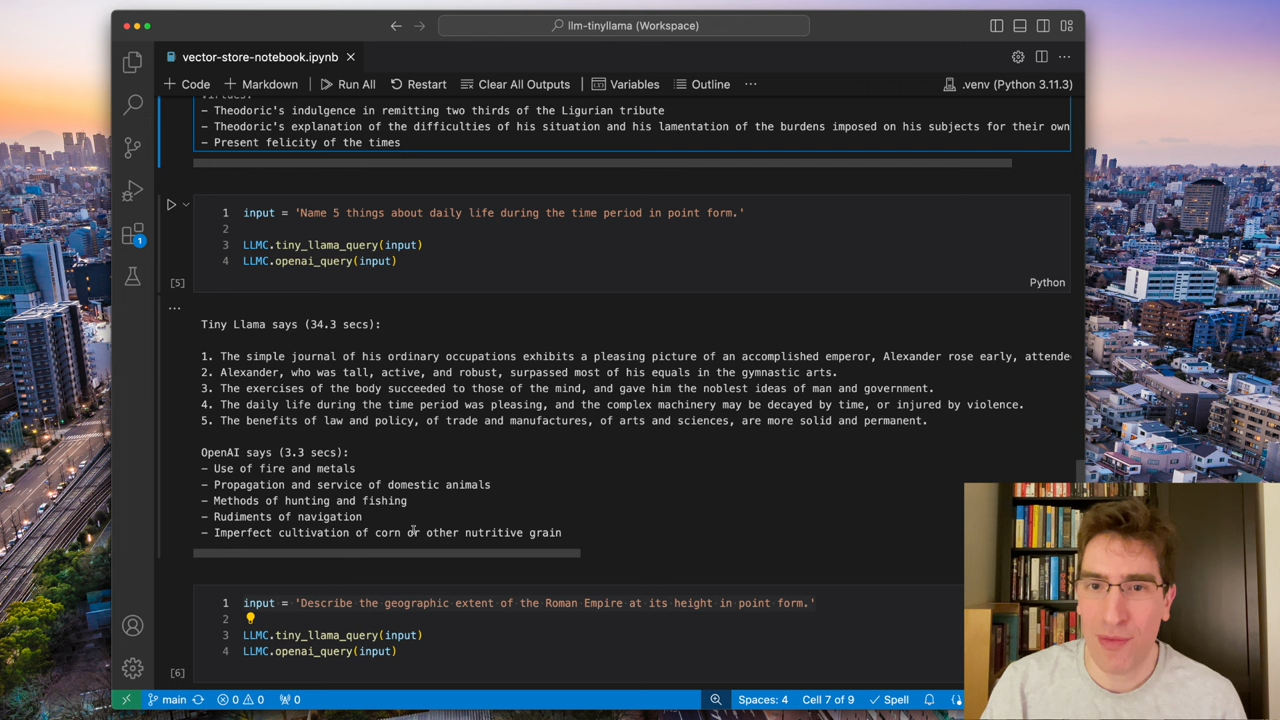 llm-tinyllama (Workspace)
vector-store-notebook.ipynb
Code
Markdown
Run All
Restart
Clear All Outputs
Variables
Outline
.venv (Python 3.11.3)
- Theodoric's indulgence in remitting two thirds of the Ligurian tribute
- Theodoric's explanation of the difficulties of his situation and his lamentation of the burdens imposed on his subjects for their own
- Present felicity of the times
1 input = 'Name 5 things about daily life during the time period in point form.'
2
3 LLMC.tiny_llama_query(input)
4 LLMC.openai_query(input)
[5]
Python
Tiny Llama says (34.3 secs):
1. The simple journal of his ordinary occupations exhibits a pleasing picture of an accomplished emperor, Alexander rose early, attende
2. Alexander, who was tall, active, and robust, surpassed most of his equals in the gymnastic arts.
3. The exercises of the body succeeded to those of the mind, and gave him the noblest ideas of man and government.
4. The daily life during the time period was pleasing, and the complex machinery may be decayed by time, or injured by violence.
5. The benefits of law and policy, of trade and manufactures, of arts and sciences, are more solid and permanent.
OpenAI says (3.3 secs):
- Use of fire and metals
- Propagation and service of domestic animals
- Methods of hunting and fishing
- Rudiments of navigation
- Imperfect cultivation of corn or other nutritive grain
1 input = 'Describe the geographic extent of the Roman Empire at its height in point form.'
2
3 LLMC.tiny_llama_query(input)
4 LLMC.openai_query(input)
[6]
1
main
0
0
0
Spaces: 4
Cell 7 of 9
Spell